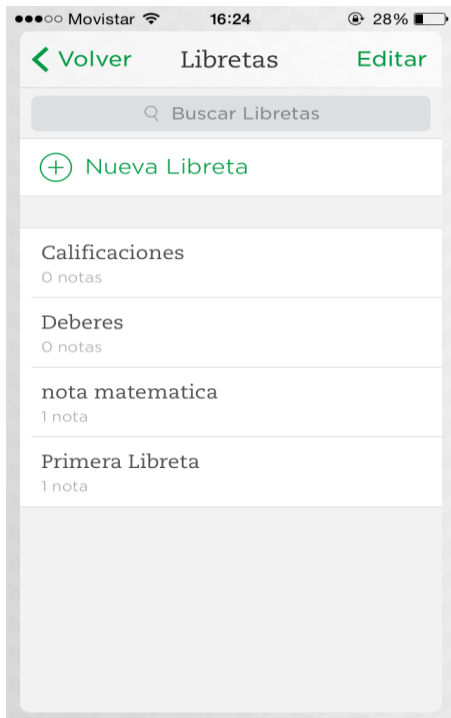 Movistar 16:24 28%
Volver Libretas Editar
Buscar Libretas
Nueva Libreta
Calificaciones
0 notas
Deberes
0 notas
nota matematica
1 nota
Primera Libreta
1 nota